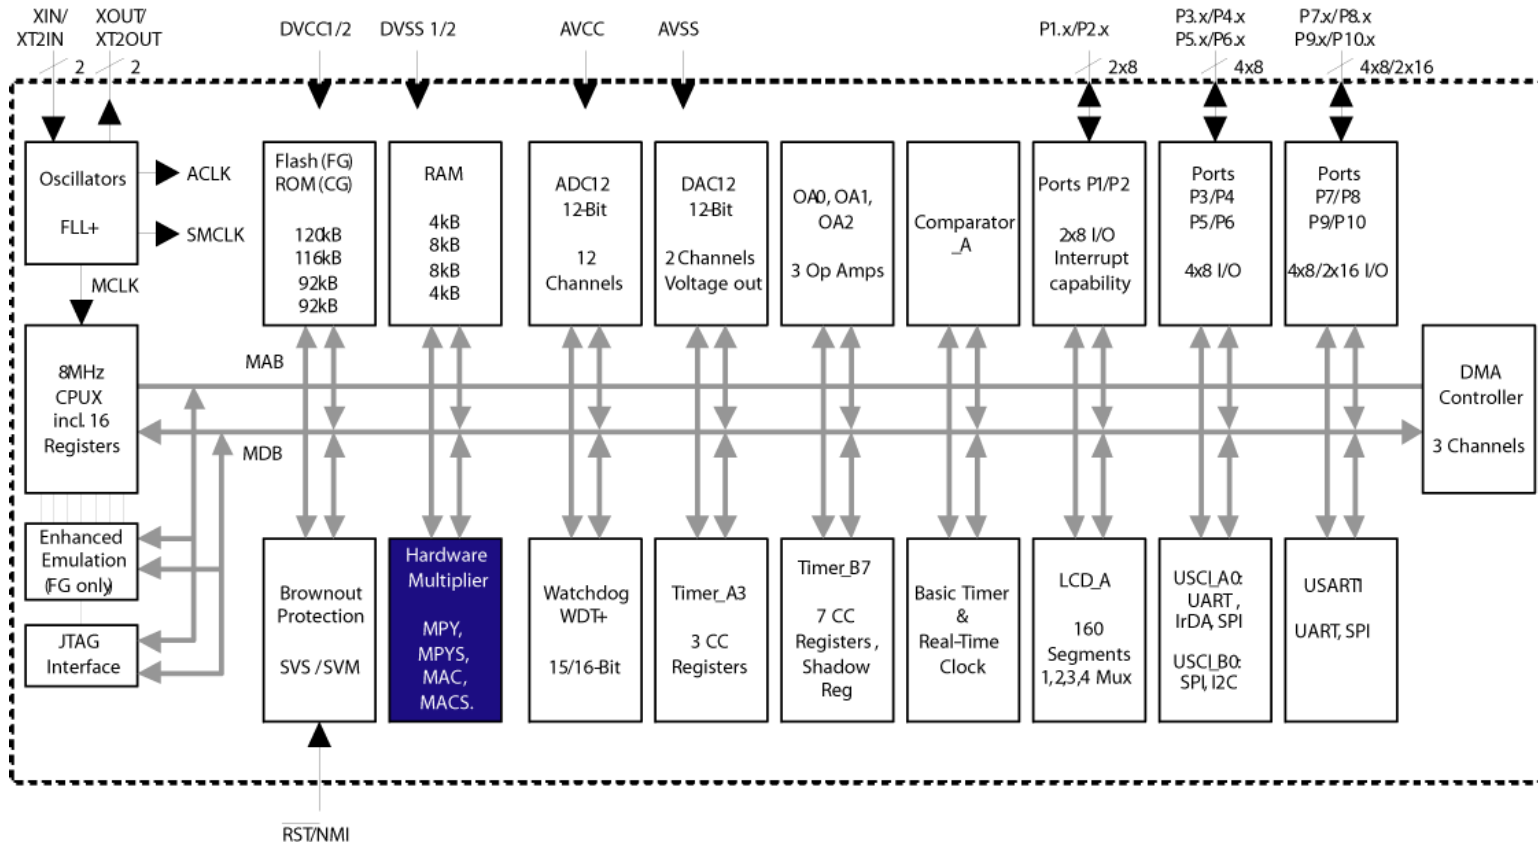 XIN/
XT2IN
XOUT/
XT2OUT
2
2
DVCC1/2
DVSS 1/2
AVCC
AVSS
P1.x/P2.x
2x8
P3.x/P4.x
P5.x/P6.x
4x8
P7.x/P8.x
P9.x/P10.x
4x8/2x16
Oscillators
FLL+
ACLK
SMCLK
MCLK
Flash (FG)
ROM (CG)
120kB
116kB
92kB
92kB
RAM
4kB
8kB
8kB
4kB
ADC12
12-Bit
12
Channels
DAC12
12-Bit
2 Channels
Voltage out
OA0, OA1,
OA2
3 Op Amps
Comparator
_A
Ports P1/P2
2x8 I/O
Interrupt
capability
Ports
P3/P4
P5/P6
4x8 I/O
Ports
P7/P8
P9/P10
4x8/2x16 I/O
8MHz
CPUX
incl. 16
Registers
MAB
MDB
DMA
Controller
3 Channels
Enhanced
Emulation
(FG only)
JTAG
Interface
Brownout
Protection
SVS / SVM
Hardware
Multiplier
MPY,
MPYS,
MAC,
MACS.
Watchdog
WDT+
15/16-Bit
Timer_A3
3 CC
Registers
Timer_B7
7 CC
Registers,
Shadow
Reg
Basic Timer
&
Real-Time
Clock
LCD_A
160
Segments
1,2,3,4 Mux
USCI_A0:
UART,
IrDA, SPI
USCI_B0:
SPI, I2C
USART1
UART, SPI
RST/NMI